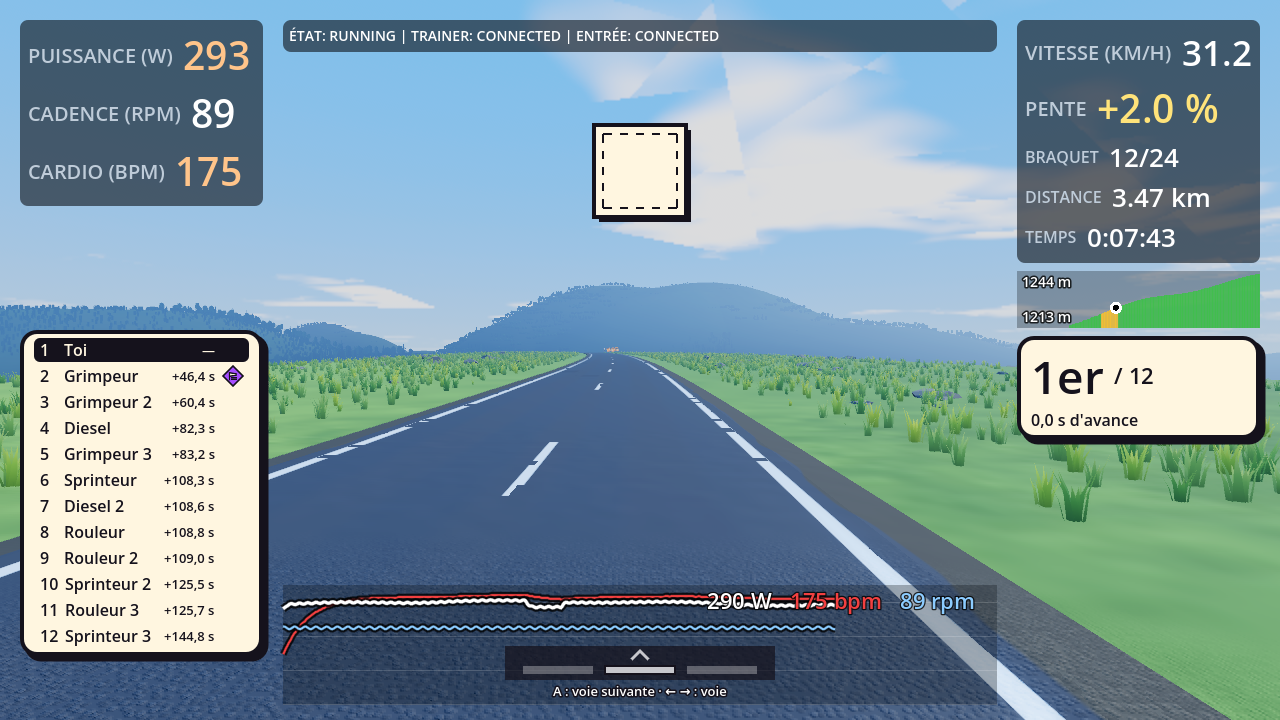 PUISSANCE (W) 293
CADENCE (RPM) 89
CARDIO (BPM) 175
ÉTAT: RUNNING | TRAINER: CONNECTED | ENTRÉE: CONNECTED
VITESSE (KM/H) 31.2
PENTE +2.0 %
BRAQUET 12/24
DISTANCE 3.47 km
TEMPS 0:07:43
1244 m
1213 m
1er / 12
0,0 s d'avance
1 Toi —
2 Grimpeur +46,4 s
3 Grimpeur 2 +60,4 s
4 Diesel +82,3 s
5 Grimpeur 3 +83,2 s
6 Sprinteur +108,3 s
7 Diesel 2 +108,6 s
8 Rouleur +108,8 s
9 Rouleur 2 +109,0 s
10 Sprinteur 2 +125,5 s
11 Rouleur 3 +125,7 s
12 Sprinteur 3 +144,8 s
290 W 175 bpm 89 rpm
A : voie suivante · ← → : voie